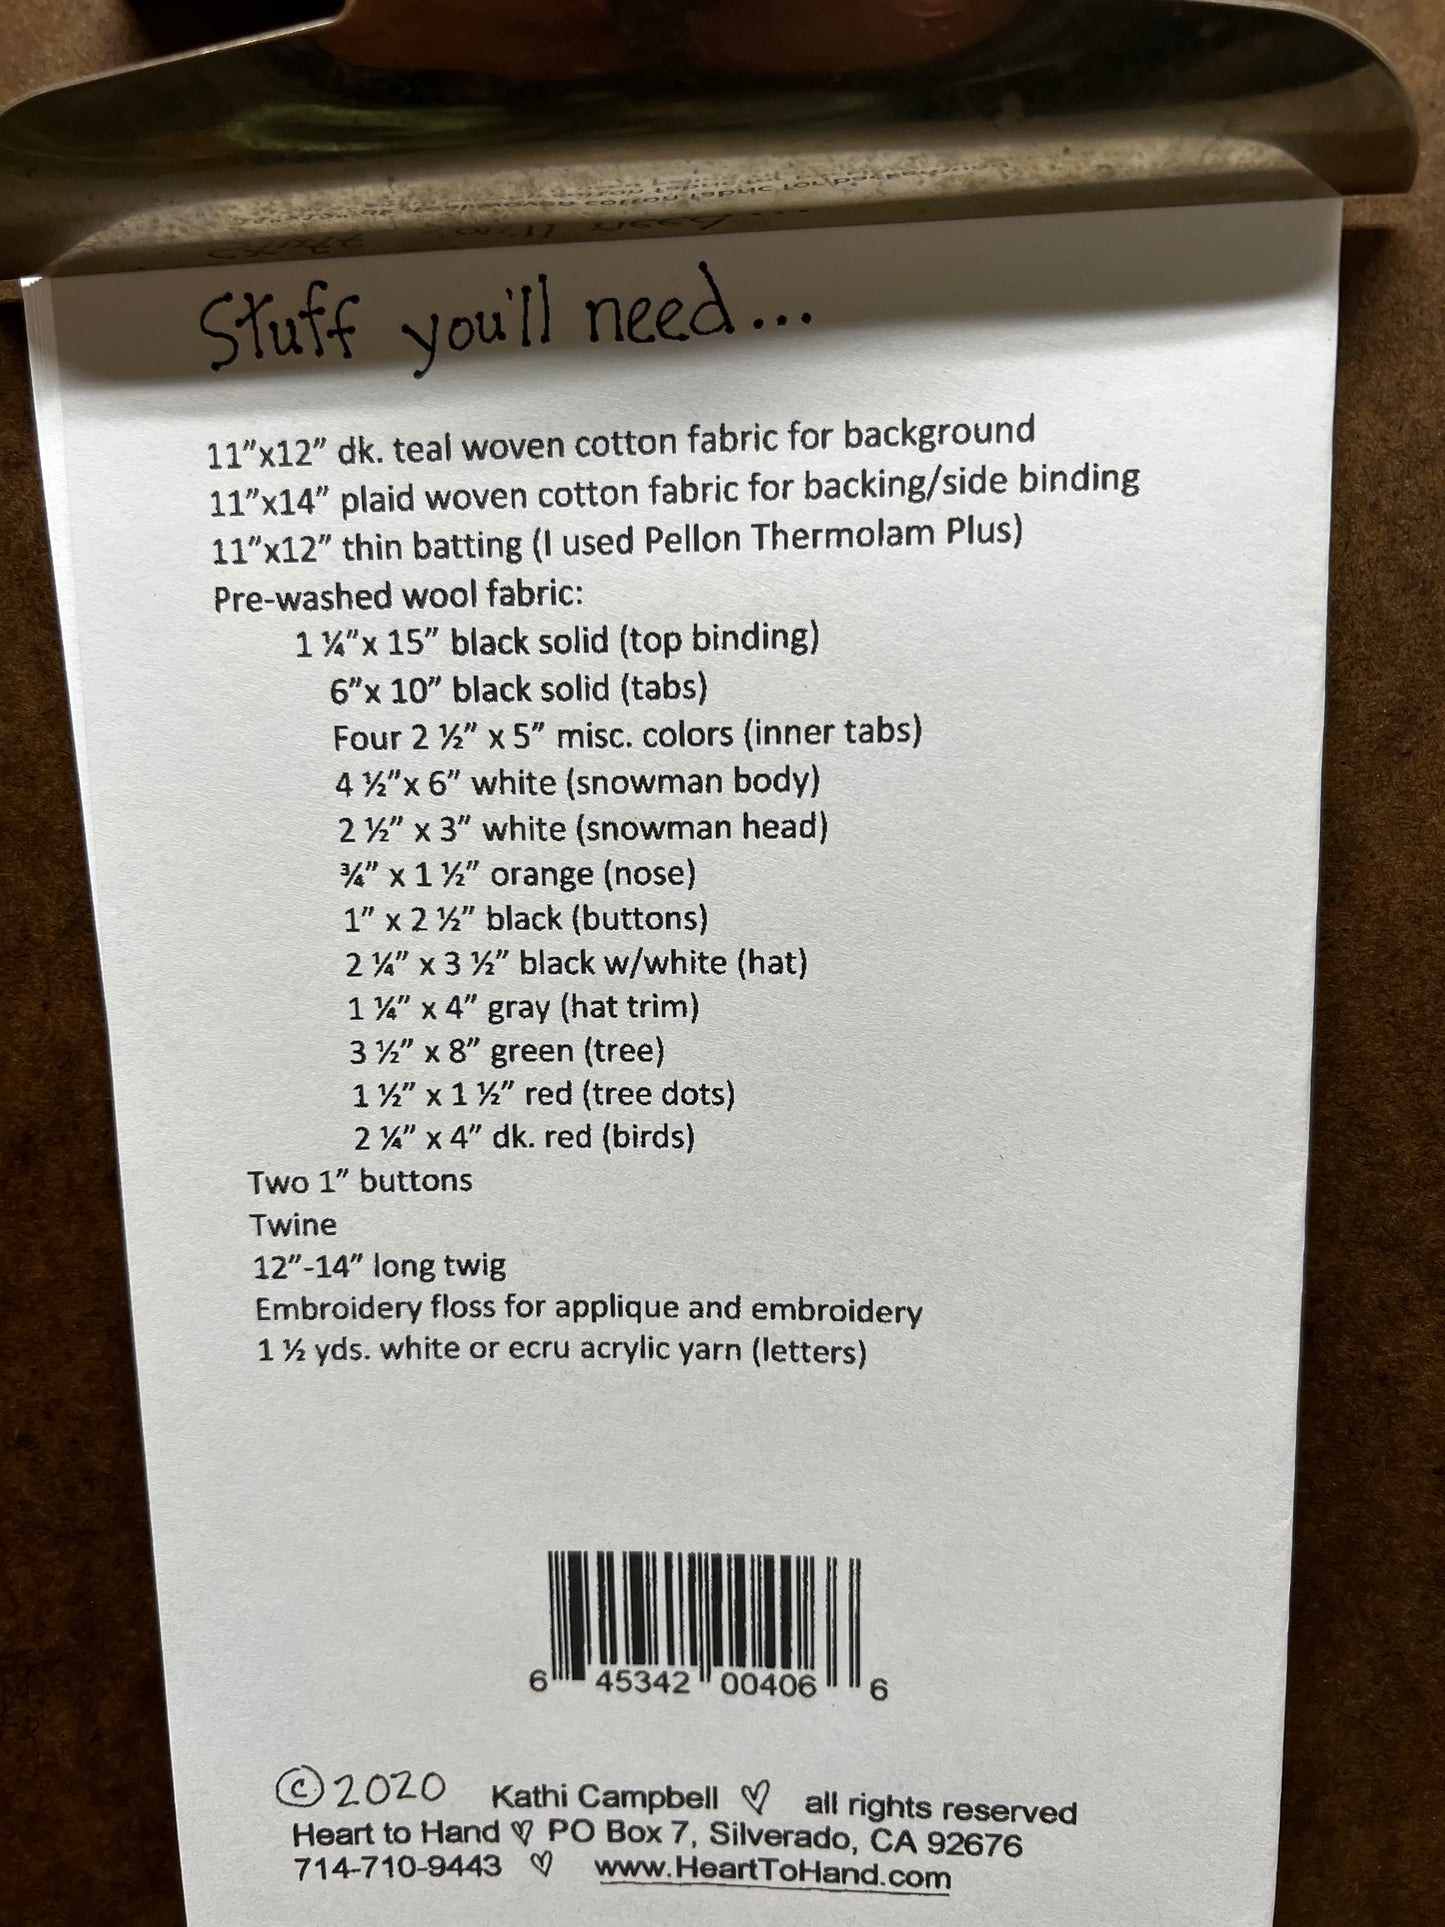 Stuff you'll need...
11"x12" dk. teal woven cotton fabric for background
11"x14" plaid woven cotton fabric for backing/side binding
11"x12" thin batting (I used Pellon Thermolam Plus)
Pre-washed wool fabric:
1 ¼"x 15" black solid (top binding)
6"x 10" black solid (tabs)
Four 2 ½" x 5" misc. colors (inner tabs)
4 ½"x 6" white (snowman body)
2 ½" x 3" white (snowman head)
¾" x 1 ½" orange (nose)
1" x 2 ½" black (buttons)
2 ¼" x 3 ½" black w/white (hat)
1 ¼" x 4" gray (hat trim)
3 ½" x 8" green (tree)
1 ½" x 1 ½" red (tree dots)
2 ¼" x 4" dk. red (birds)
Two 1" buttons
Twine
12"-14" long twig
Embroidery floss for applique and embroidery
1 ½ yds. white or ecru acrylic yarn (letters)
6 45342 00406 6
©2020 Kathi Campbell ♡ all rights reserved
Heart to Hand ♡ PO Box 7, Silverado, CA 92676
714-710-9443 ♡ www.HeartToHand.com